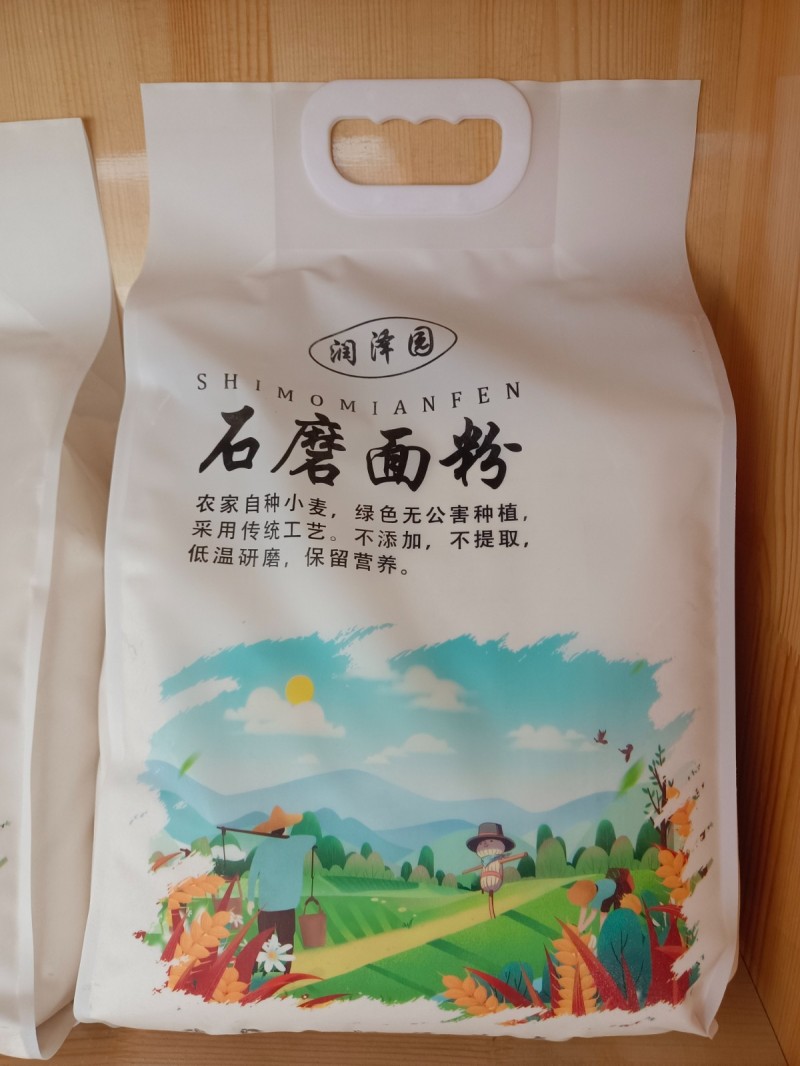 润泽园
SHIMOMIANFEN
石磨面粉
农家自种小麦，绿色无公害种植，
采用传统工艺。不添加，不提取，
低温研磨，保留营养。